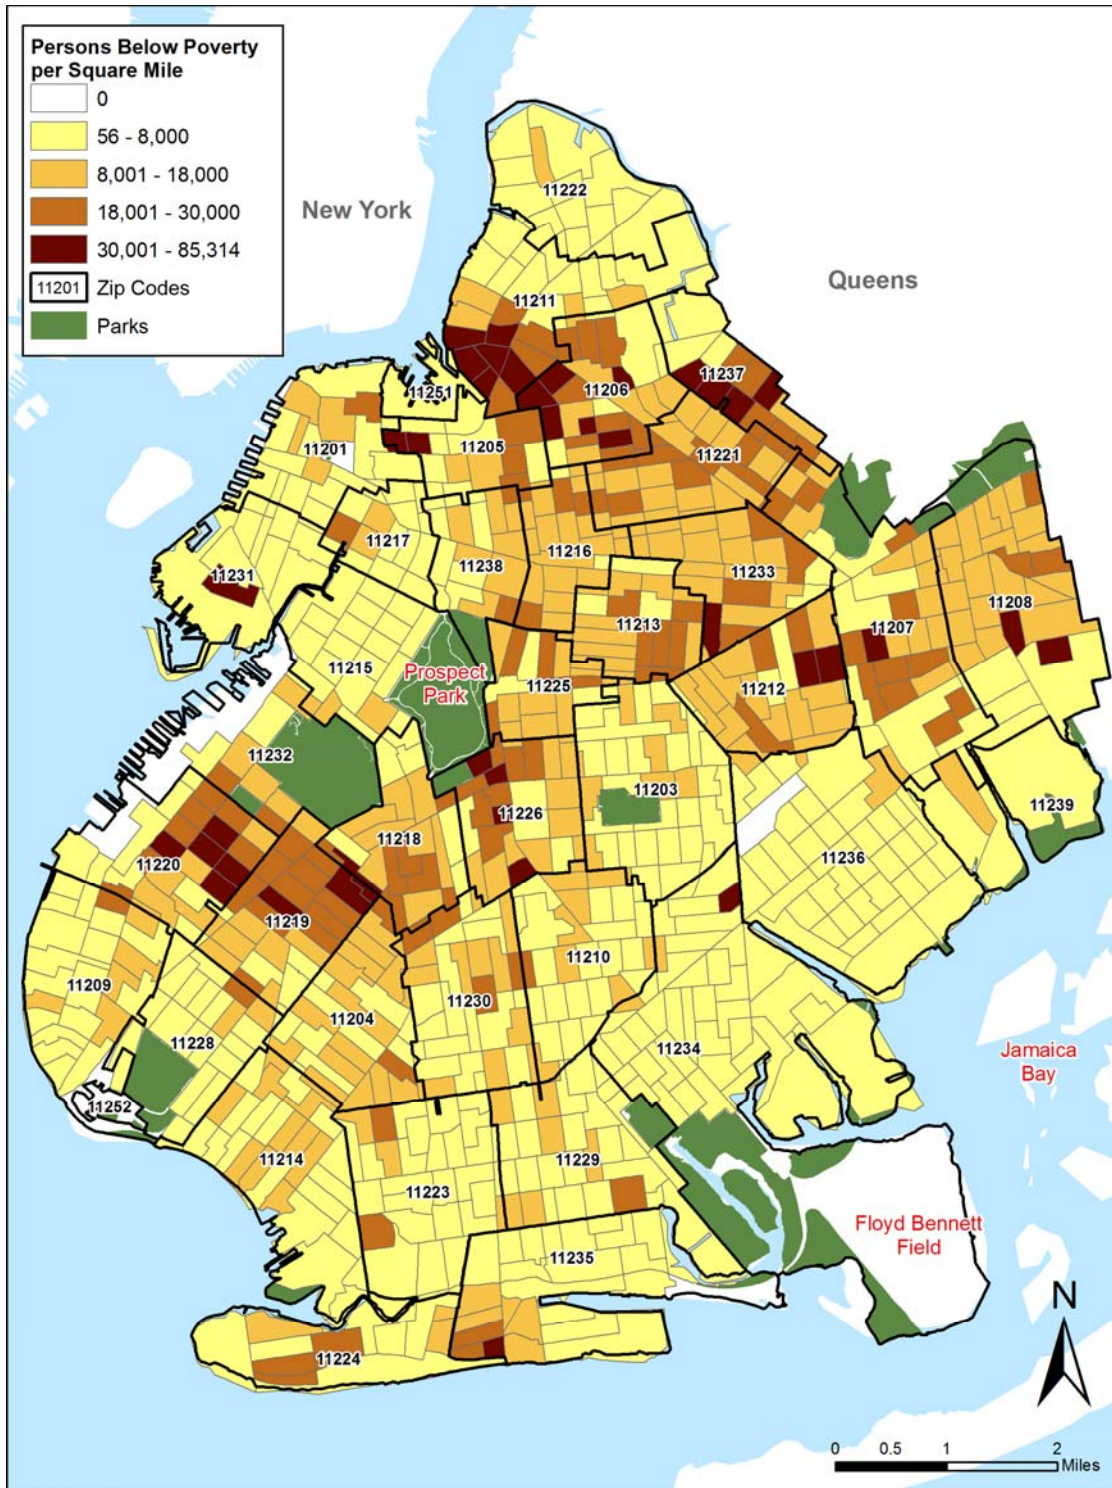 Persons Below Poverty
per Square Mile
0
56 - 8,000
8,001 - 18,000
18,001 - 30,000
30,001 - 85,314
11201 Zip Codes
Parks
New York
Queens
11222
11211
11237
11206
11251
11205
11201
11221
11217
11216
11238
11233
11231
11213
11208
11207
11215
Prospect
Park
11225
11212
11232
11203
11239
11226
11218
11236
11220
11219
11210
11209
11230
11204
11228
11234
Jamaica
Bay
11252
11214
11229
11223
Floyd Bennett
Field
11235
N
11224
0 0.5 1 2
Miles